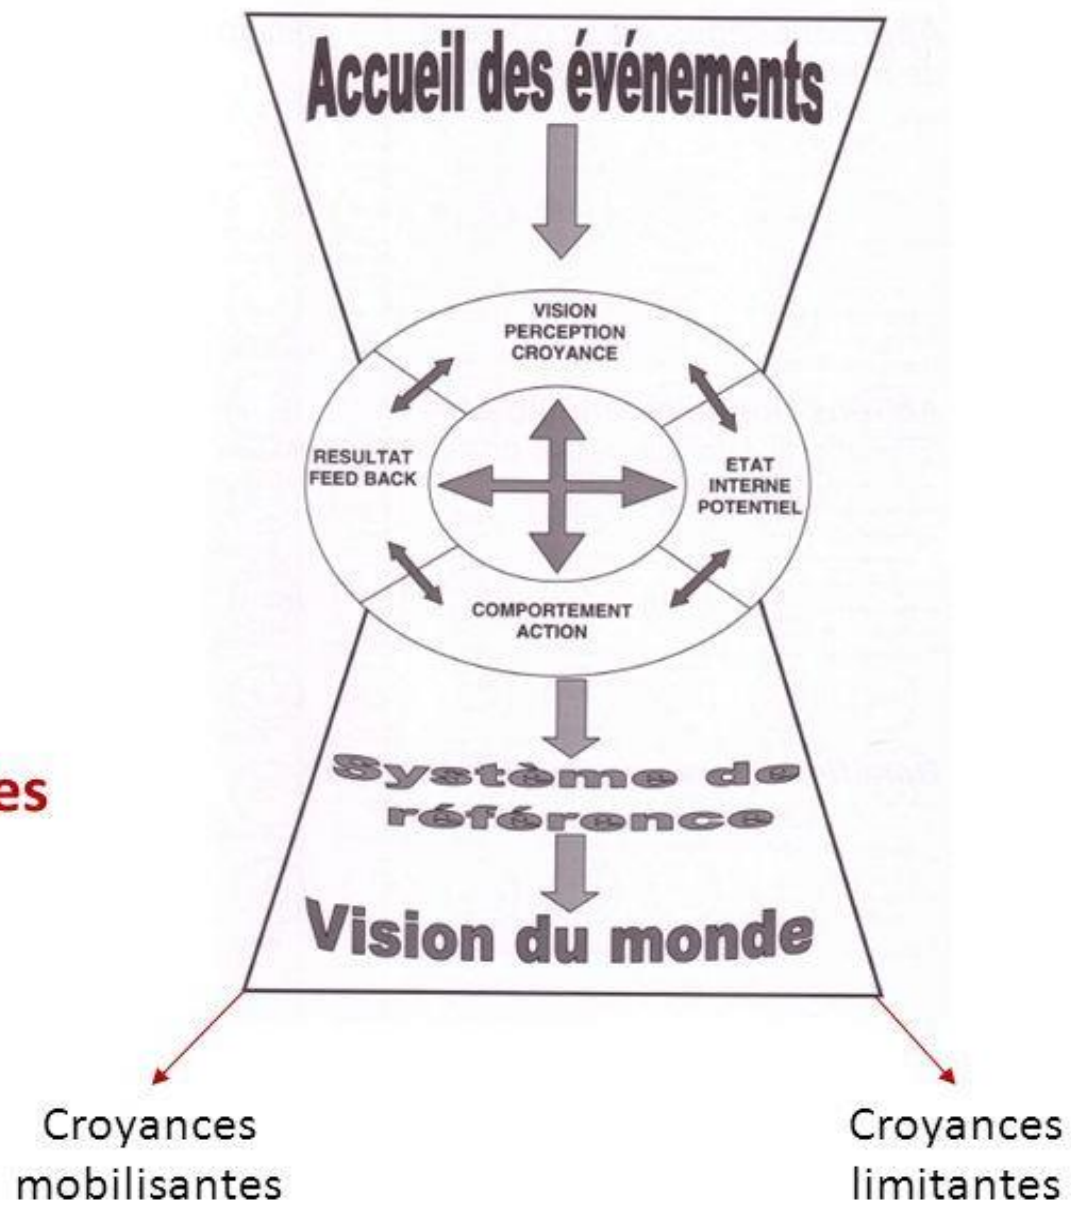 Accueil des événements
VISION
PERCEPTION
CROYANCE
RESULTAT
FEED BACK
ETAT
INTERNE
POTENTIEL
COMPORTEMENT
ACTION
Système de
référence
es
Vision du monde
Croyances
mobilisantes
Croyances
limitantes